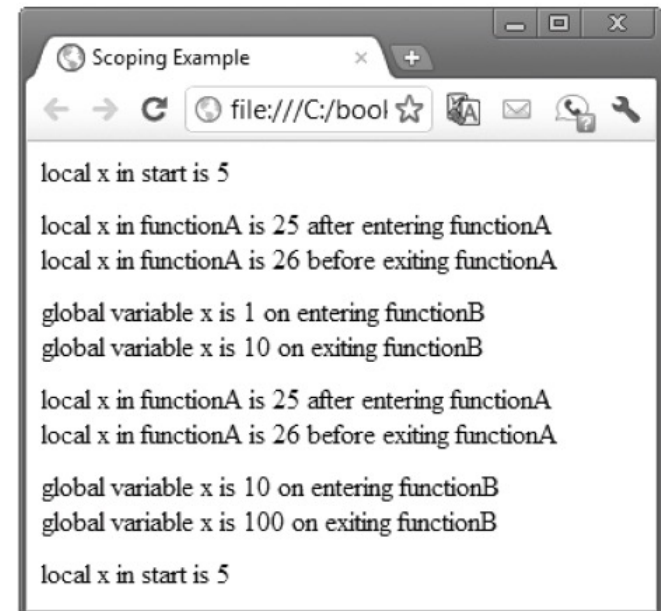 Scoping Example
file:///C:/bool
local x in start is 5
local x in functionA is 25 after entering functionA
local x in functionA is 26 before exiting functionA
global variable x is 1 on entering functionB
global variable x is 10 on exiting functionB
local x in functionA is 25 after entering functionA
local x in functionA is 26 before exiting functionA
global variable x is 10 on entering functionB
global variable x is 100 on exiting functionB
local x in start is 5